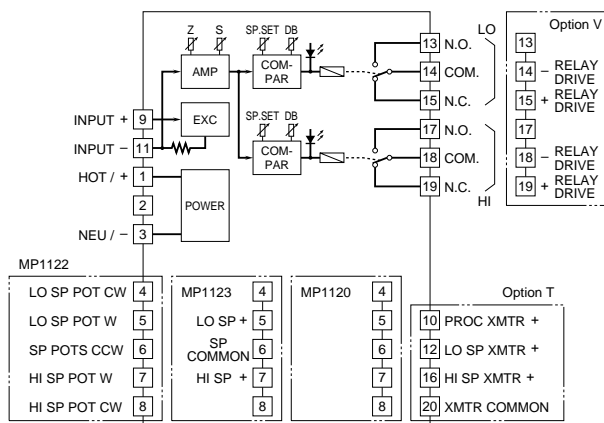 Z S SP.SET DB
AMP
COM-
PAR
EXC
SP.SET DB
COM-
PAR
INPUT + 9
INPUT − 11
HOT / + 1
2
NEU / − 3
POWER
LO
13 N.O.
14 COM.
15 N.C.
17 N.O.
18 COM.
19 N.C.
HI
Option V
13
14 − RELAY
DRIVE
15 + RELAY
DRIVE
17
18 − RELAY
DRIVE
19 + RELAY
DRIVE
MP1122
LO SP POT CW 4
LO SP POT W 5
SP POTS CCW 6
HI SP POT W 7
HI SP POT CW 8
MP1123
4
LO SP + 5
SP
COMMON 6
HI SP + 7
8
MP1120
4
5
6
7
8
Option T
10 PROC XMTR +
12 LO SP XMTR +
16 HI SP XMTR +
20 XMTR COMMON